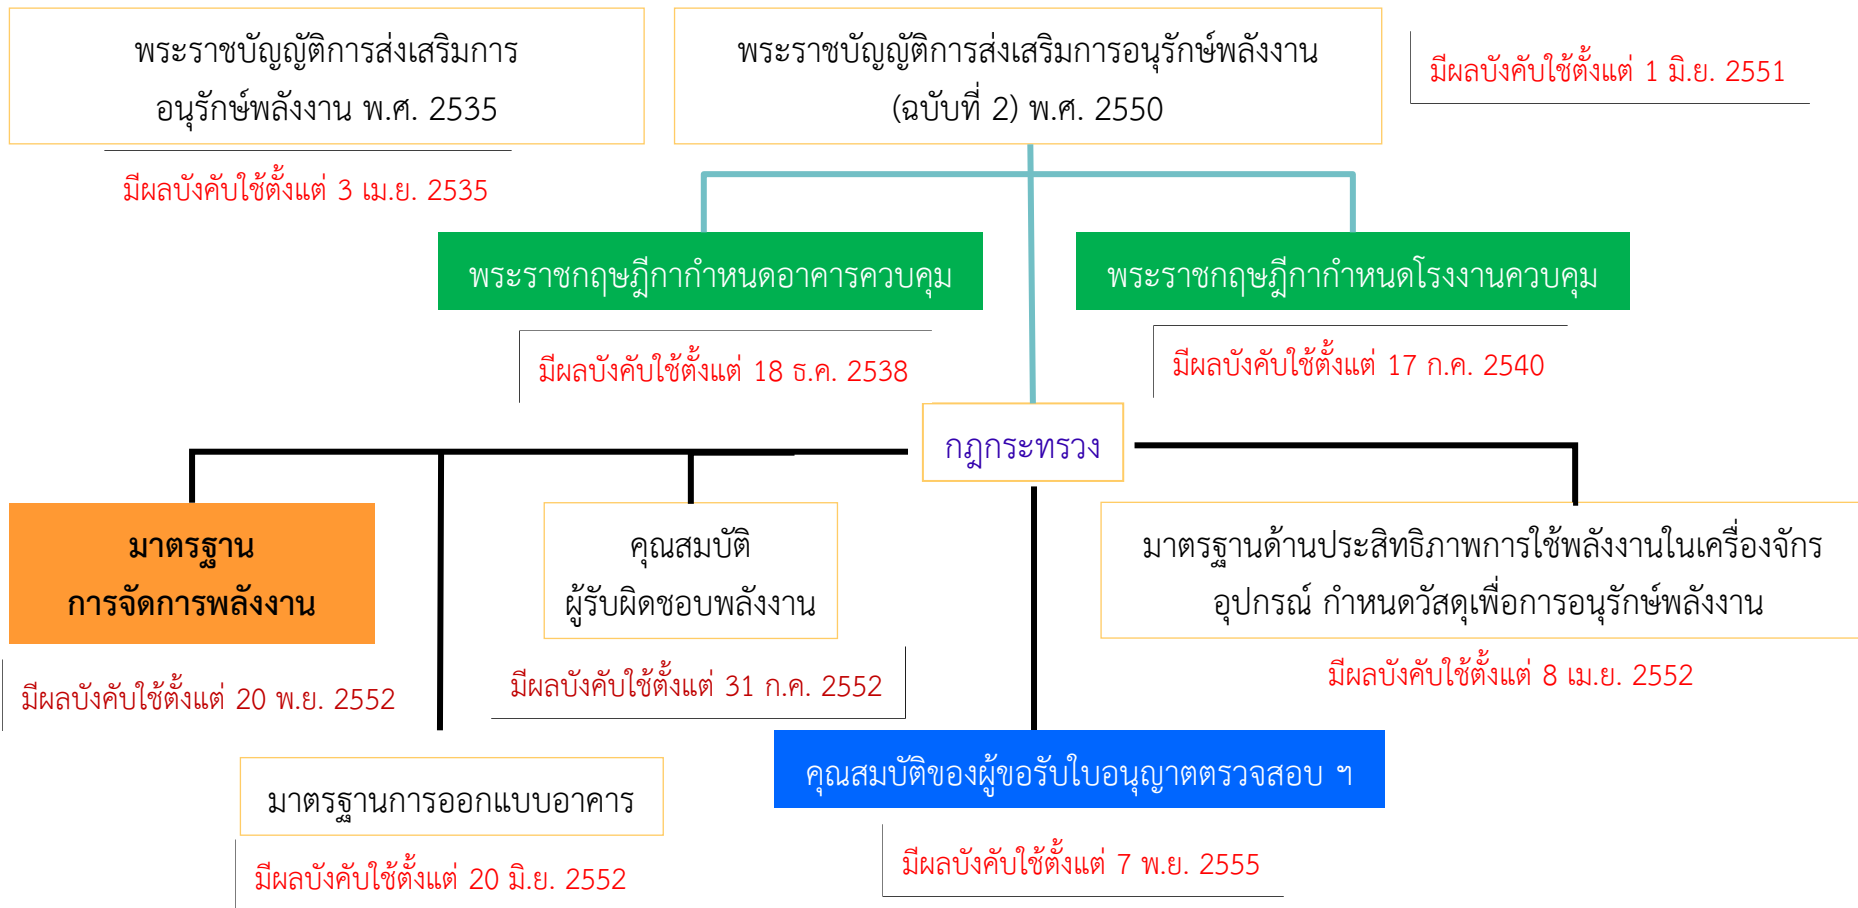 พระราชบัญญัติการส่งเสริมการ
อนุรักษ์พลังงาน พ.ศ. 2535
มีผลบังคับใช้ตั้งแต่ 3 เม.ย. 2535
พระราชบัญญัติการส่งเสริมการอนุรักษ์พลังงาน
(ฉบับที่ 2) พ.ศ. 2550
มีผลบังคับใช้ตั้งแต่ 1 มิ.ย. 2551
พระราชกฤษฎีกากำหนดอาคารควบคุม
มีผลบังคับใช้ตั้งแต่ 18 ธ.ค. 2538
พระราชกฤษฎีกากำหนดโรงงานควบคุม
มีผลบังคับใช้ตั้งแต่ 17 ก.ค. 2540
กฎกระทรวง
มาตรฐาน
การจัดการพลังงาน
มีผลบังคับใช้ตั้งแต่ 20 พ.ย. 2552
คุณสมบัติ
ผู้รับผิดชอบพลังงาน
มีผลบังคับใช้ตั้งแต่ 31 ก.ค. 2552
มาตรฐานด้านประสิทธิภาพการใช้พลังงานในเครื่องจักร
อุปกรณ์ กำหนดวัสดุเพื่อการอนุรักษ์พลังงาน
มีผลบังคับใช้ตั้งแต่ 8 เม.ย. 2552
มาตรฐานการออกแบบอาคาร
มีผลบังคับใช้ตั้งแต่ 20 มิ.ย. 2552
คุณสมบัติของผู้ขอรับใบอนุญาตตรวจสอบ ฯ
มีผลบังคับใช้ตั้งแต่ 7 พ.ย. 2555